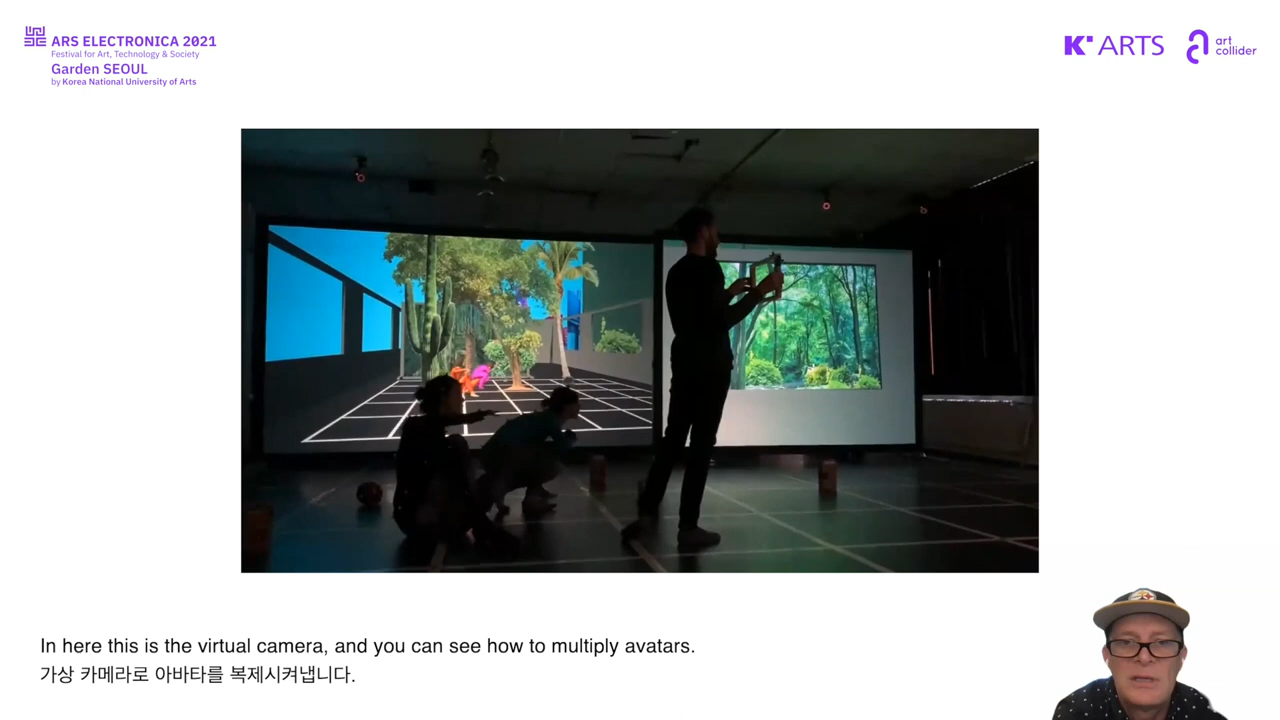 ARS ELECTRONICA 2021
Festival for Art, Technology & Society
Garden SEOUL
by Korea National University of Arts
K ARTS
art
collider
In here this is the virtual camera, and you can see how to multiply avatars.
가상 카메라로 아바타를 복제시켜냅니다.